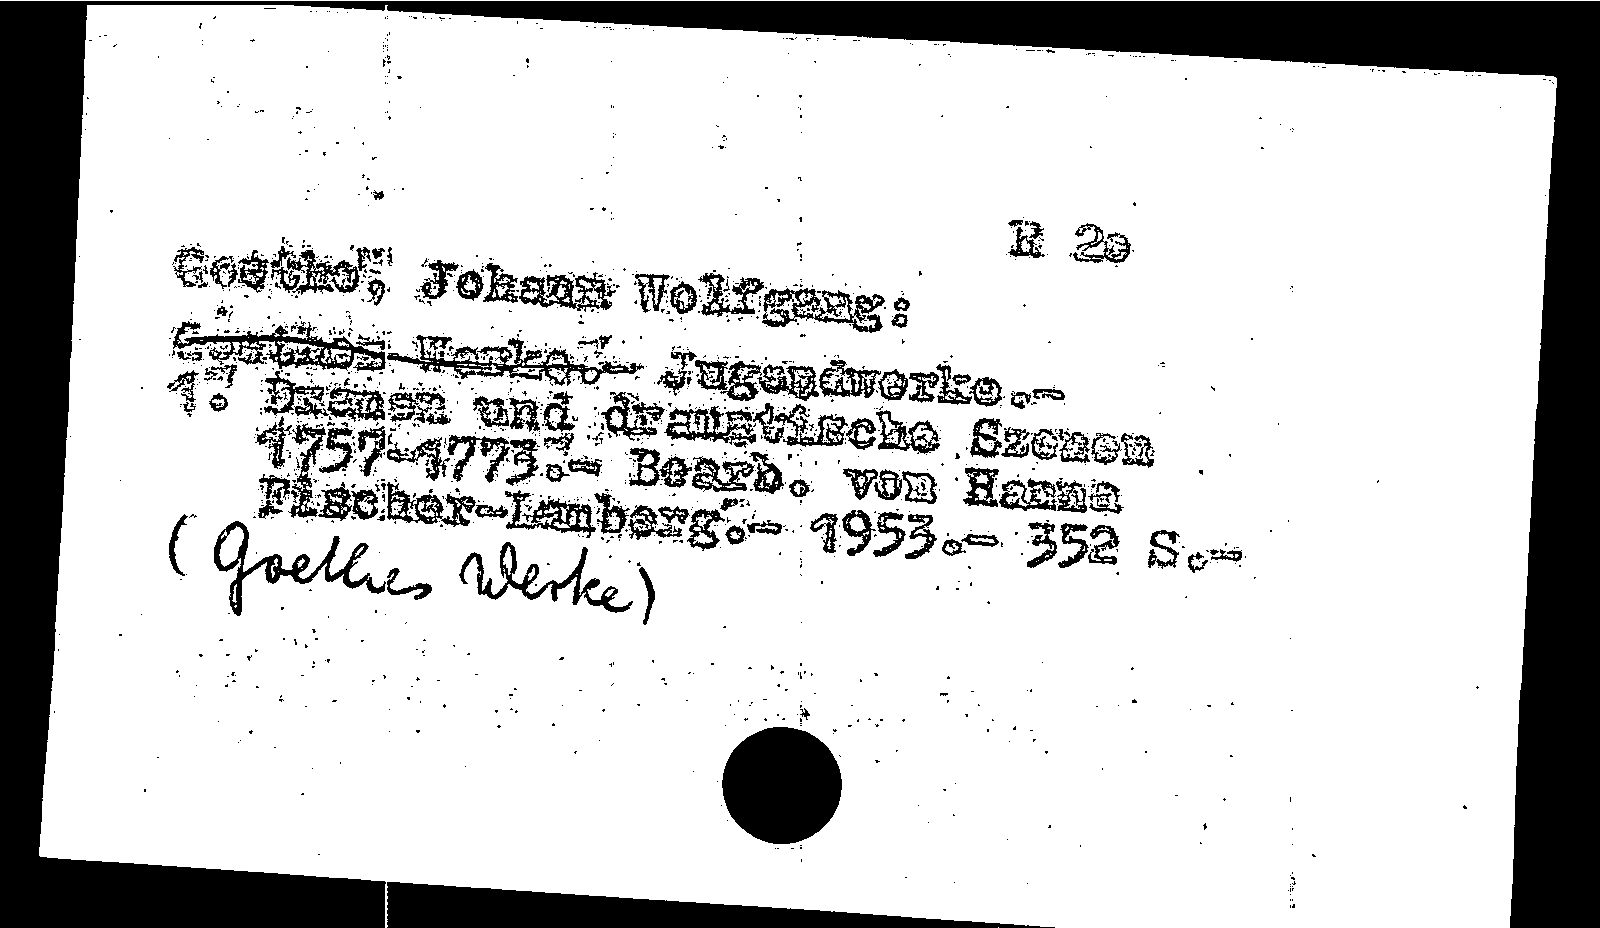 R 2o
Goethe, Johann Wolfgang:
Goethes Werke.- Jugendwerke.-
1. Dramen und dramatische Szenen
1757-1773.- Bearb. von Hanna
Fischer-Lamberg.- 1953.- 352 S.-
(Goethes Werke)